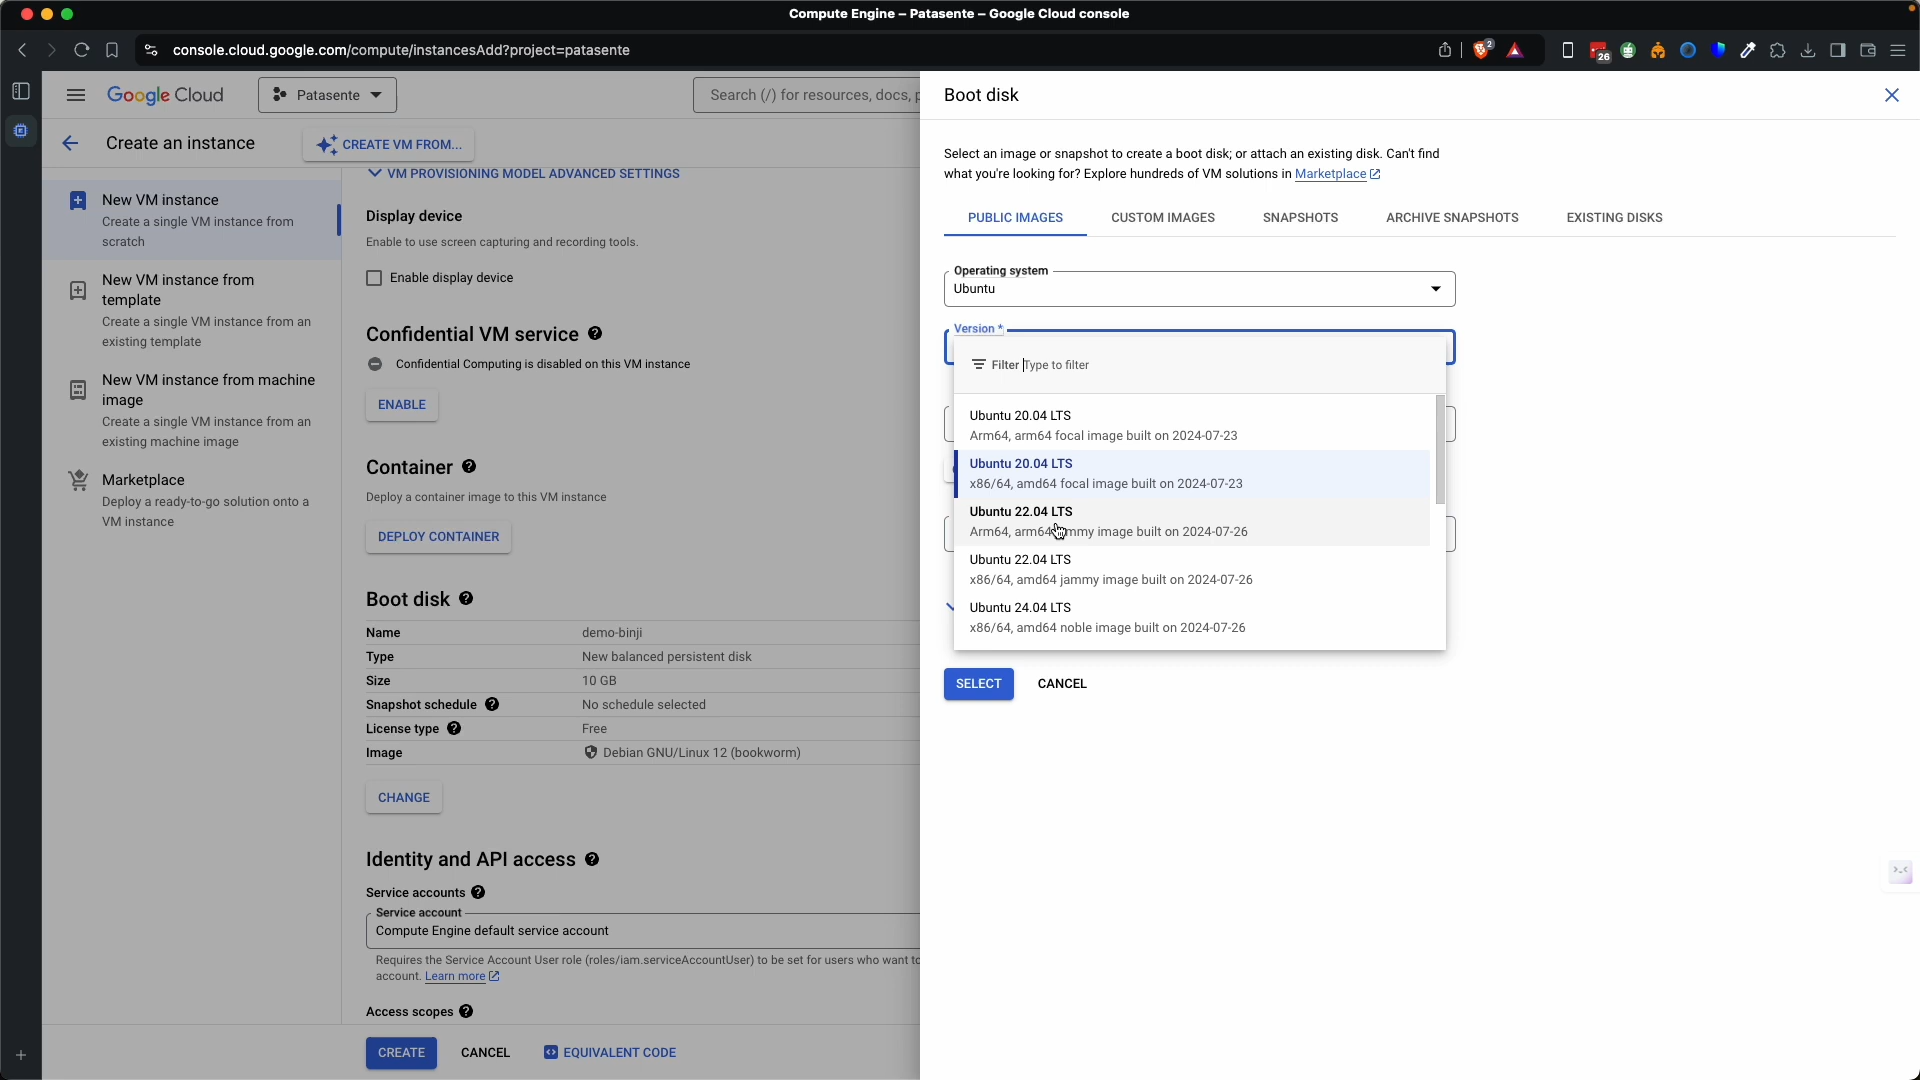 Compute Engine – Patasente – Google Cloud console
console.cloud.google.com/compute/instancesAdd?project=patasente
2
26
Google Cloud
Patasente
Search (/) for resources, docs, p
Create an instance
CREATE VM FROM...
New VM instance
Create a single VM instance from
scratch
New VM instance from
template
Create a single VM instance from an
existing template
New VM instance from machine
image
Create a single VM instance from an
existing machine image
Marketplace
Deploy a ready-to-go solution onto a
VM instance
VM PROVISIONING MODEL ADVANCED SETTINGS
Display device
Enable to use screen capturing and recording tools.
Enable display device
Confidential VM service
Confidential Computing is disabled on this VM instance
ENABLE
Container
Deploy a container image to this VM instance
DEPLOY CONTAINER
Boot disk
Name demo-binji
Type New balanced persistent disk
Size 10 GB
Snapshot schedule No schedule selected
License type Free
Image Debian GNU/Linux 12 (bookworm)
CHANGE
Identity and API access
Service accounts
Service account
Compute Engine default service account
Requires the Service Account User role (roles/iam.serviceAccountUser) to be set for users who want to
account. Learn more
Access scopes
CREATE CANCEL EQUIVALENT CODE
Boot disk
Select an image or snapshot to create a boot disk; or attach an existing disk. Can't find
what you're looking for? Explore hundreds of VM solutions in Marketplace
PUBLIC IMAGES CUSTOM IMAGES SNAPSHOTS ARCHIVE SNAPSHOTS EXISTING DISKS
Operating system
Ubuntu
Version *
Filter Type to filter
Ubuntu 20.04 LTS
Arm64, arm64 focal image built on 2024-07-23
Ubuntu 20.04 LTS
x86/64, amd64 focal image built on 2024-07-23
Ubuntu 22.04 LTS
Arm64, arm64 jammy image built on 2024-07-26
Ubuntu 22.04 LTS
x86/64, amd64 jammy image built on 2024-07-26
Ubuntu 24.04 LTS
x86/64, amd64 noble image built on 2024-07-26
SELECT CANCEL